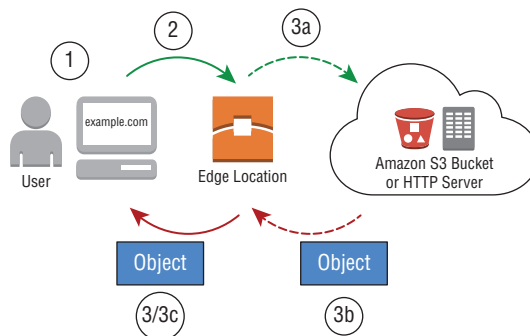 1
2
3a
example.com
User
Edge Location
Amazon S3 Bucket
or HTTP Server
Object
Object
3/3c
3b